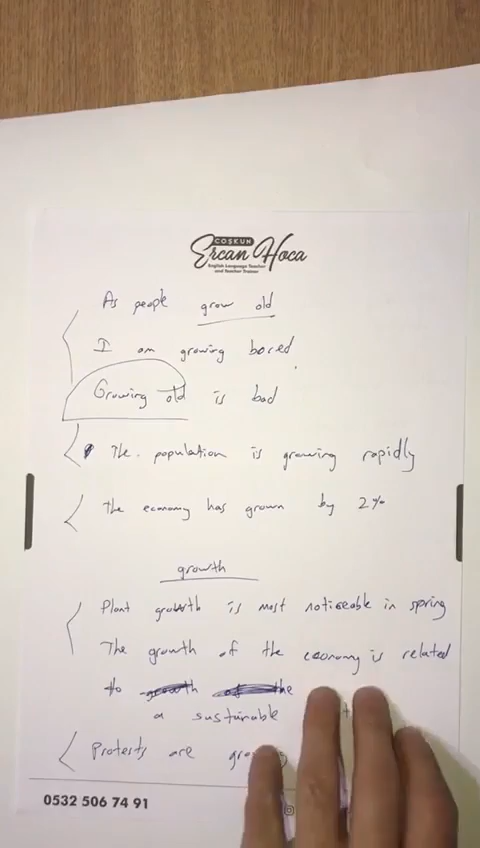 COŞKUN
Ercan Hoca
English Language Teacher
and Teacher Trainer
As people grow old
I am growing bored.
Growing old is bad
The population is growing rapidly
the economy has grown by 2%
growth
Plant growth is most noticeable in spring
The growth of the economy is related
to growth of the
a sustainable
Protests are
0532 506 74 91